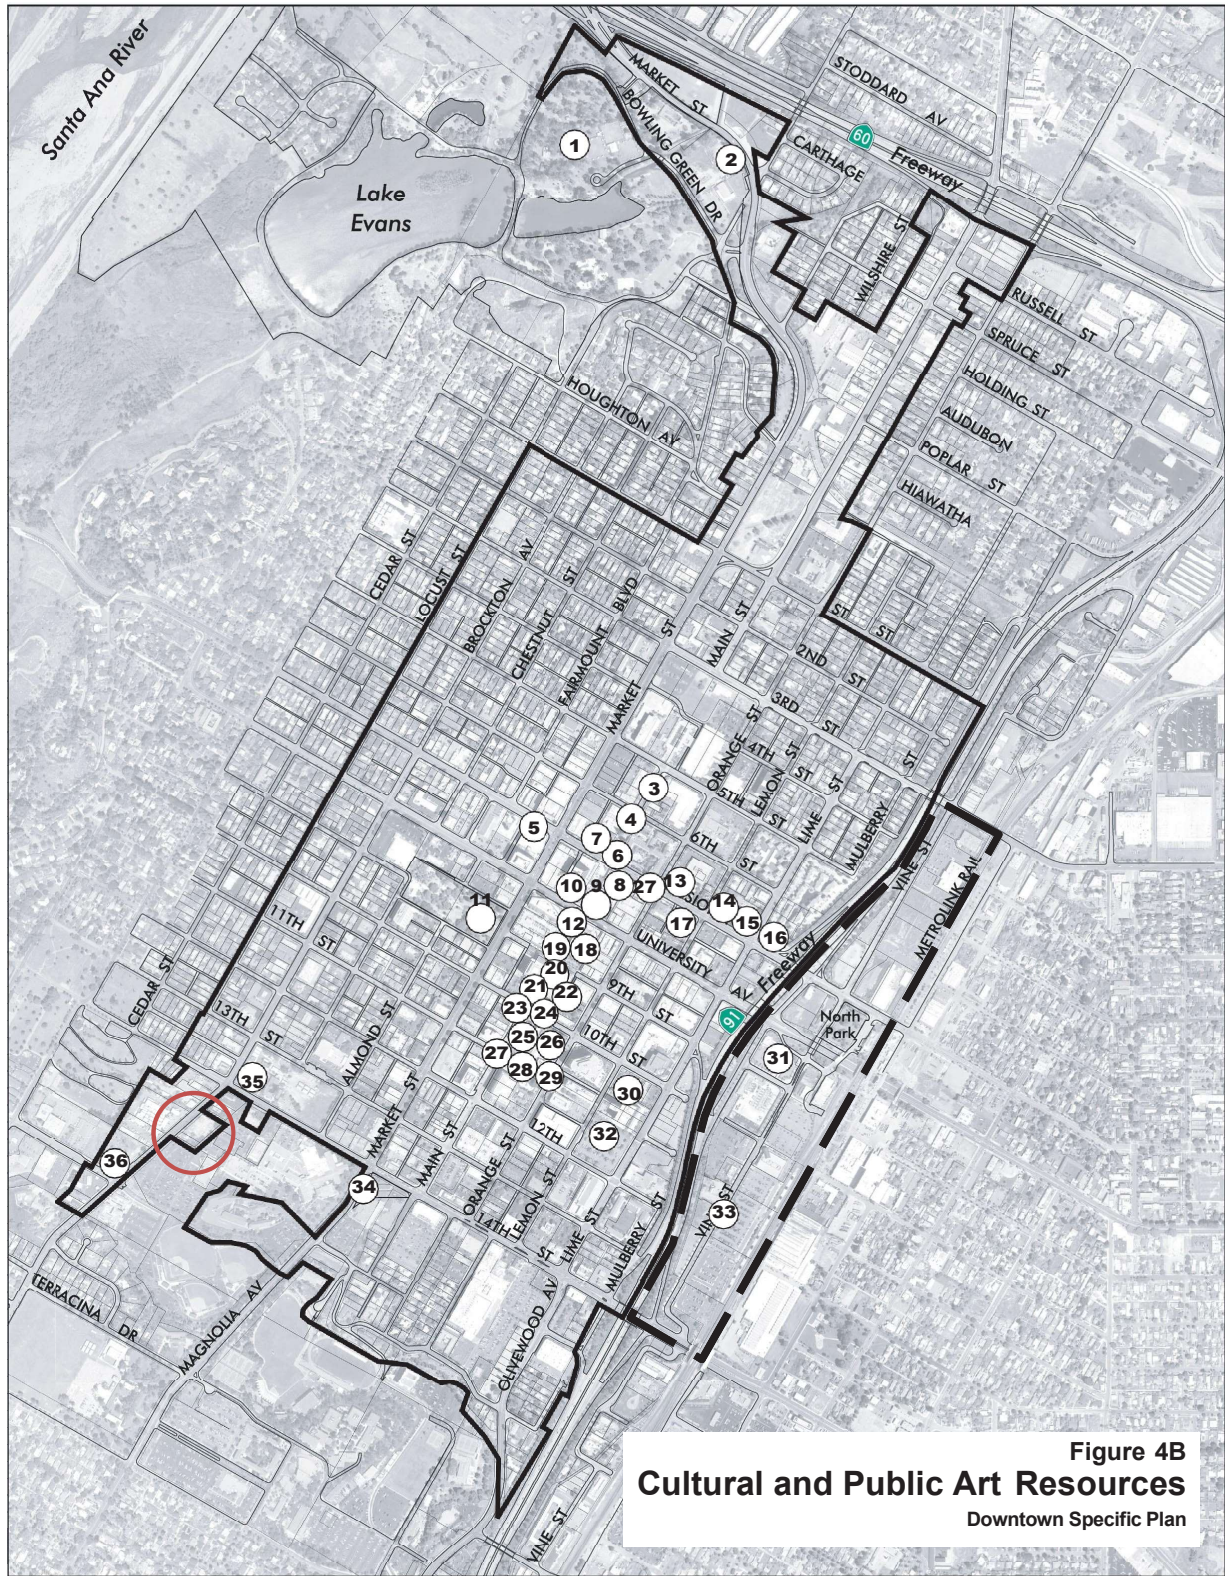 Santa Ana River
MARKET ST
STODDARD AV
BOWLING GREEN DR
60
Freeway
CARTHAGE
1
2
Lake
Evans
WILSHIRE ST
RUSSELL ST
SPRUCE ST
HOLDING ST
HOUGHTON AV
AUDUBON
POPLAR ST
HIAWATHA
CEDAR ST
LOCUST ST
BROCKTON AV
CHESTNUT ST
FAIRMOUNT BLVD
MARKET ST
MAIN ST
ST
ST
2ND ST
3RD ST
ORANGE ST
4TH ST
LEMON ST
5TH ST
LIME ST
MULBERRY ST
3
4
5
7
6
6TH ST
VINE ST
METROLINK RAIL
10
9
8
27
13
11
14
15
16
12
17
UNIVERSITY AV
Freeway
91
19
18
20
21
22
9TH ST
11TH ST
23
24
10TH ST
North
Park
CEDAR ST
13TH ST
ALMOND ST
25
26
27
28
29
31
30
35
MARKET ST
MAIN ST
12TH
32
36
34
ORANGE ST
LEMON ST
14TH ST
LIME ST
MULBERRY ST
VINE ST
33
TERRACINA DR
MAGNOLIA AV
OLIVEWOOD AV
VINE ST
Figure 4B
Cultural and Public Art Resources
Downtown Specific Plan